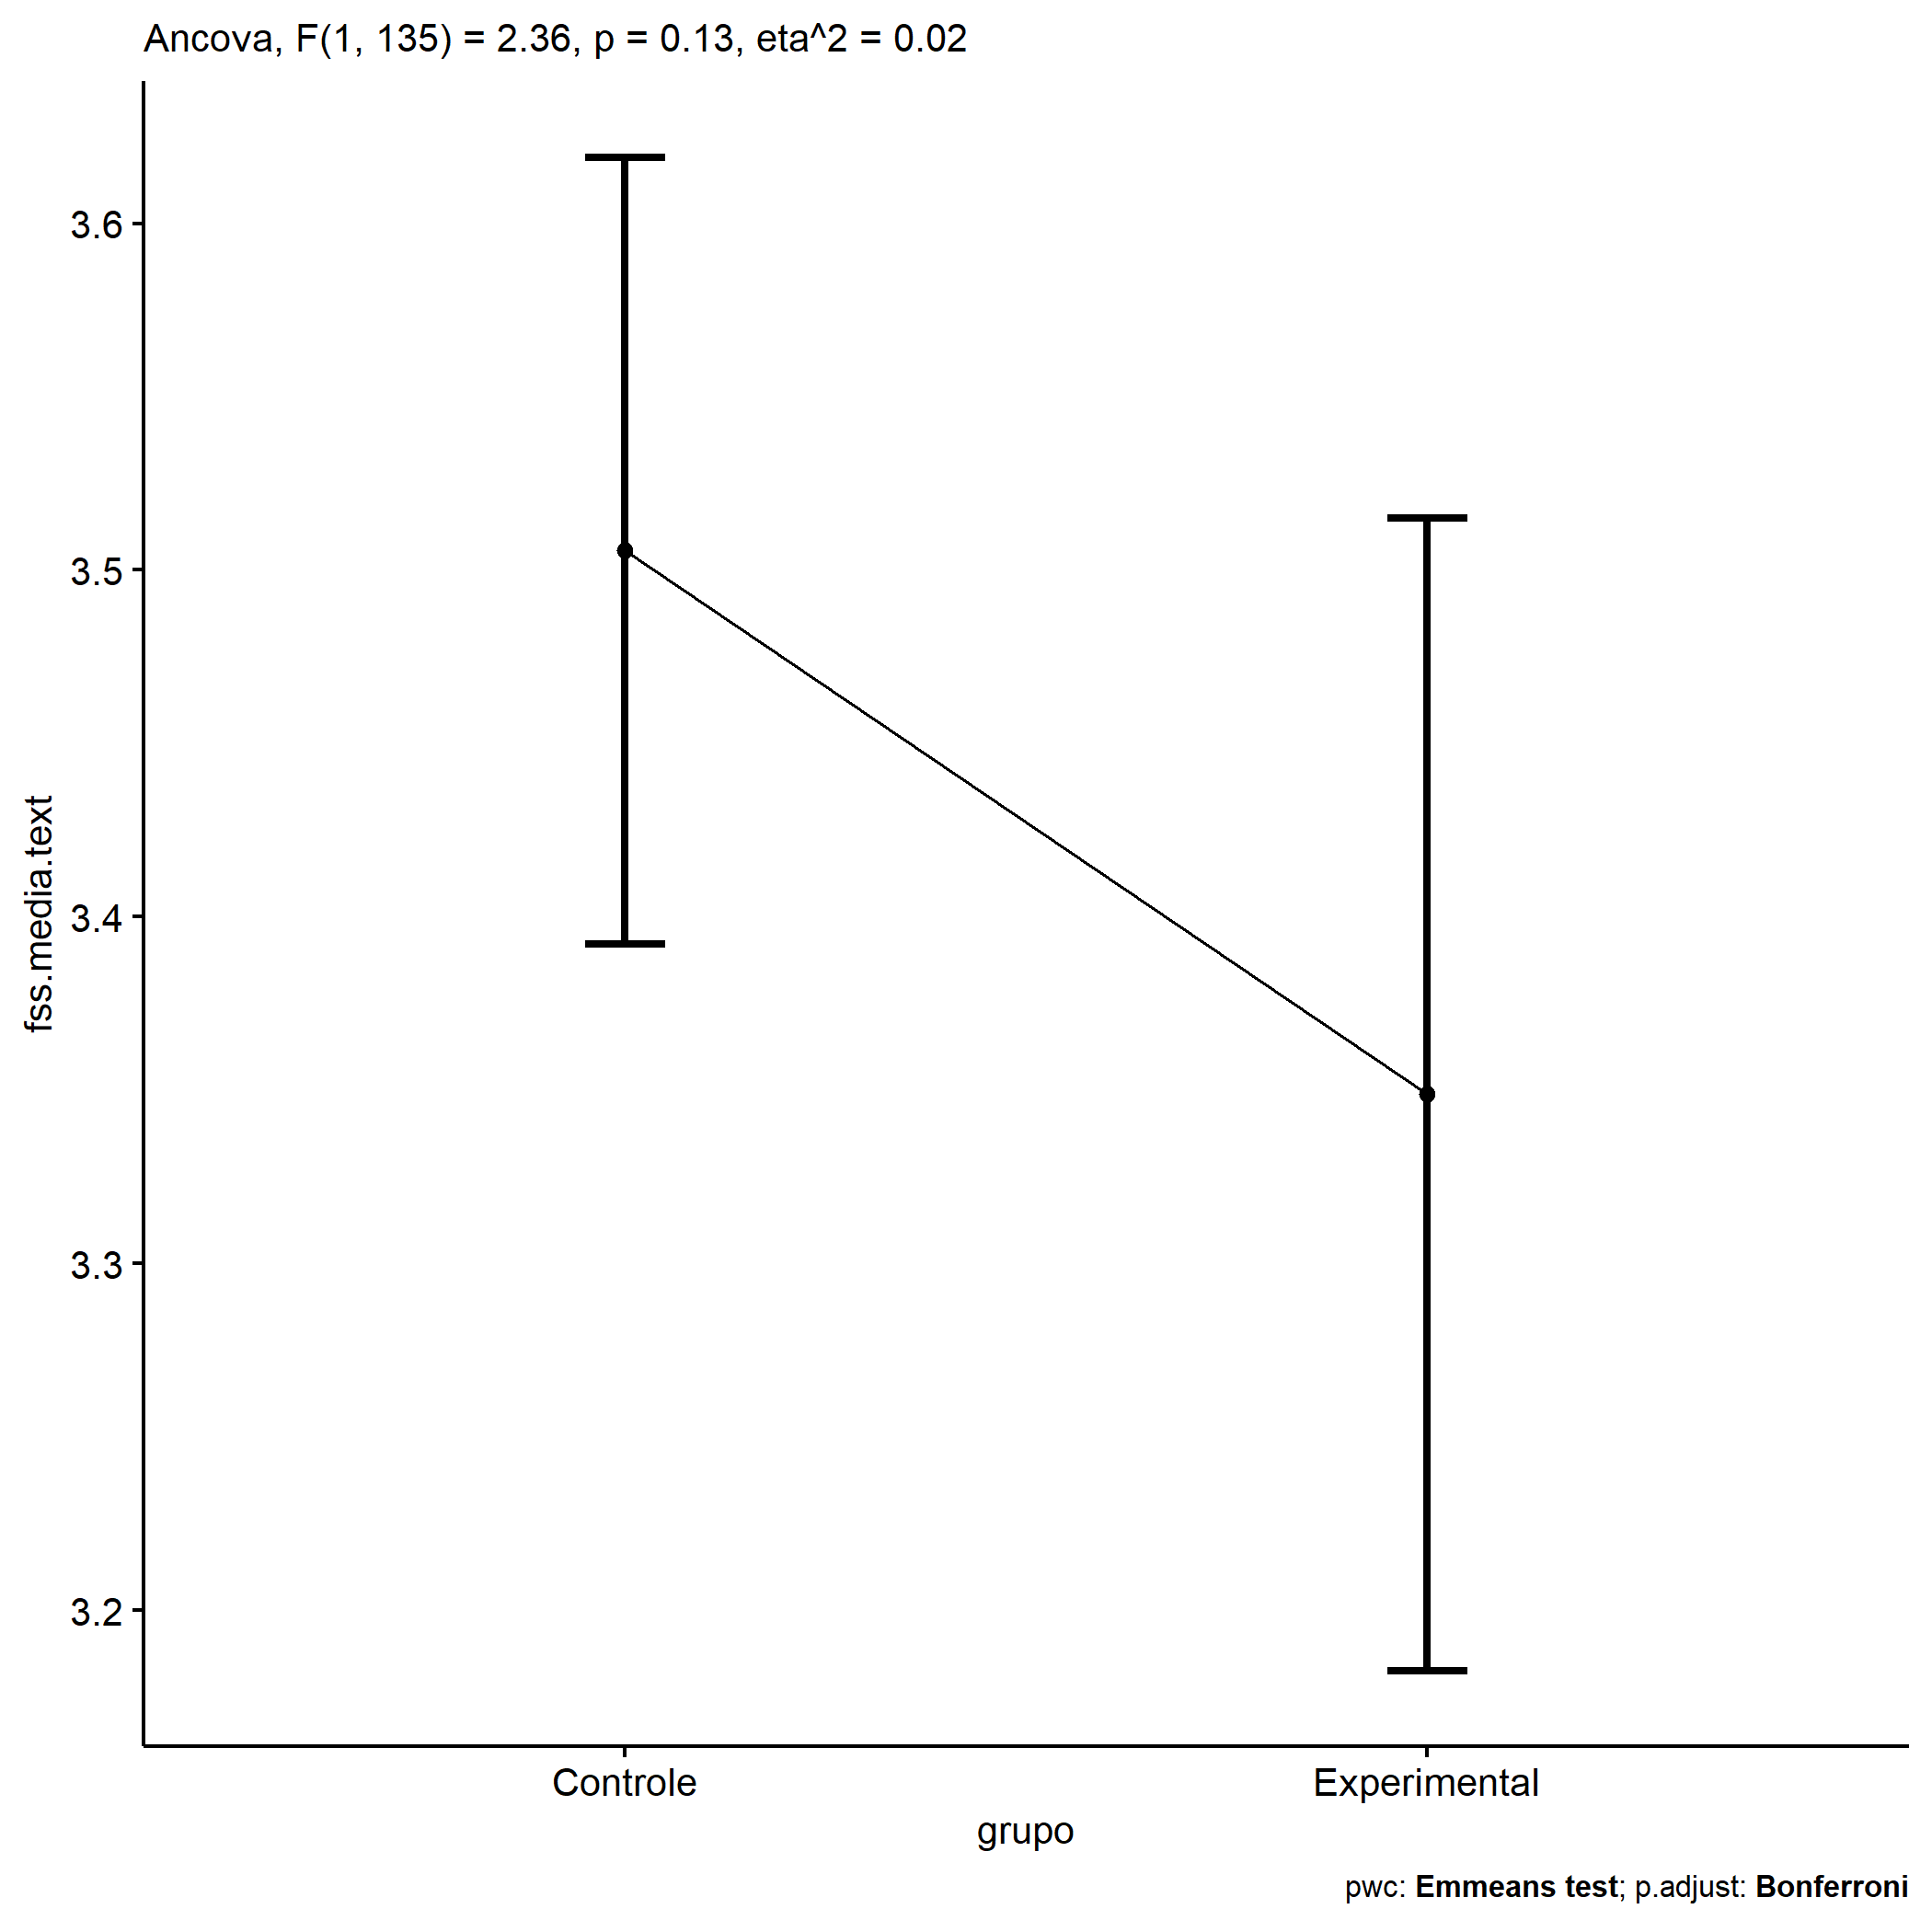 Ancova, F(1, 135) = 2.36, p = 0.13, eta^2 = 0.02
3.6
3.5
3.4
3.3
3.2
fss.media.text
Controle
Experimental
grupo
pwc: Emmeans test; p.adjust: Bonferroni